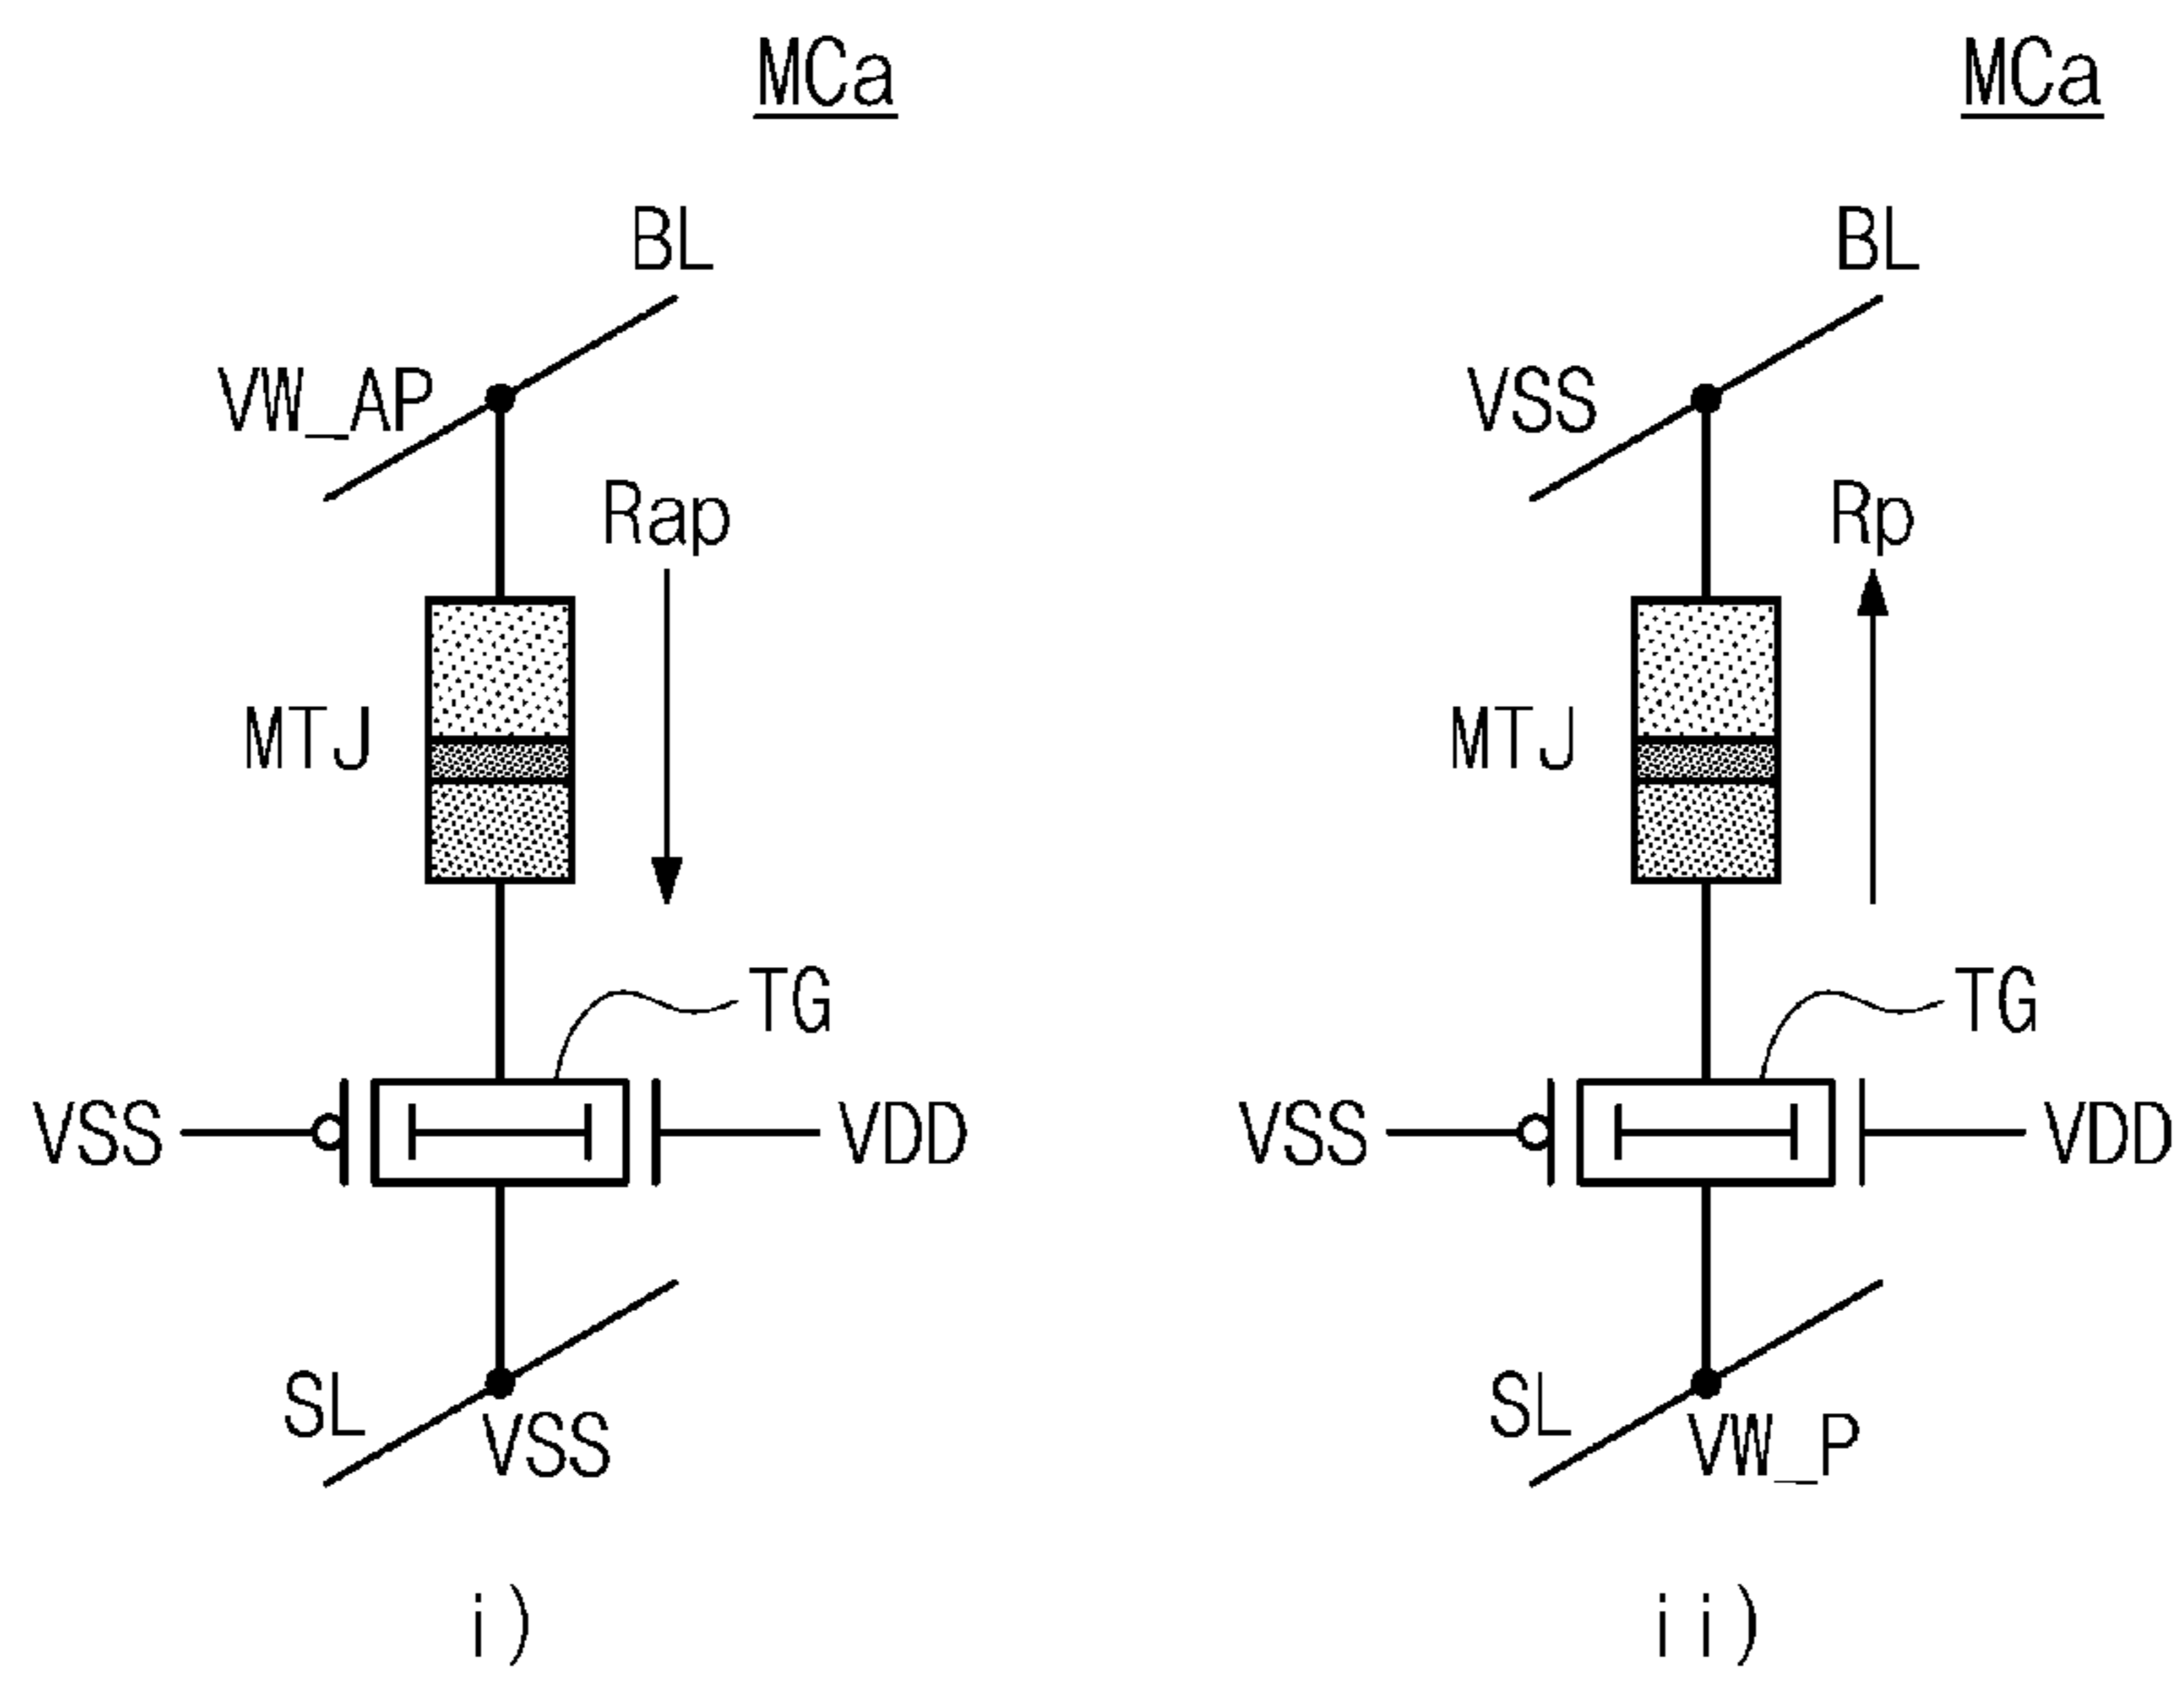 MCa
BL
VW_AP
Rap
MTJ
TG
VSS
VDD
SL
VSS
i)
MCa
BL
VSS
Rp
MTJ
TG
VSS
VDD
SL
VW_P
ii)